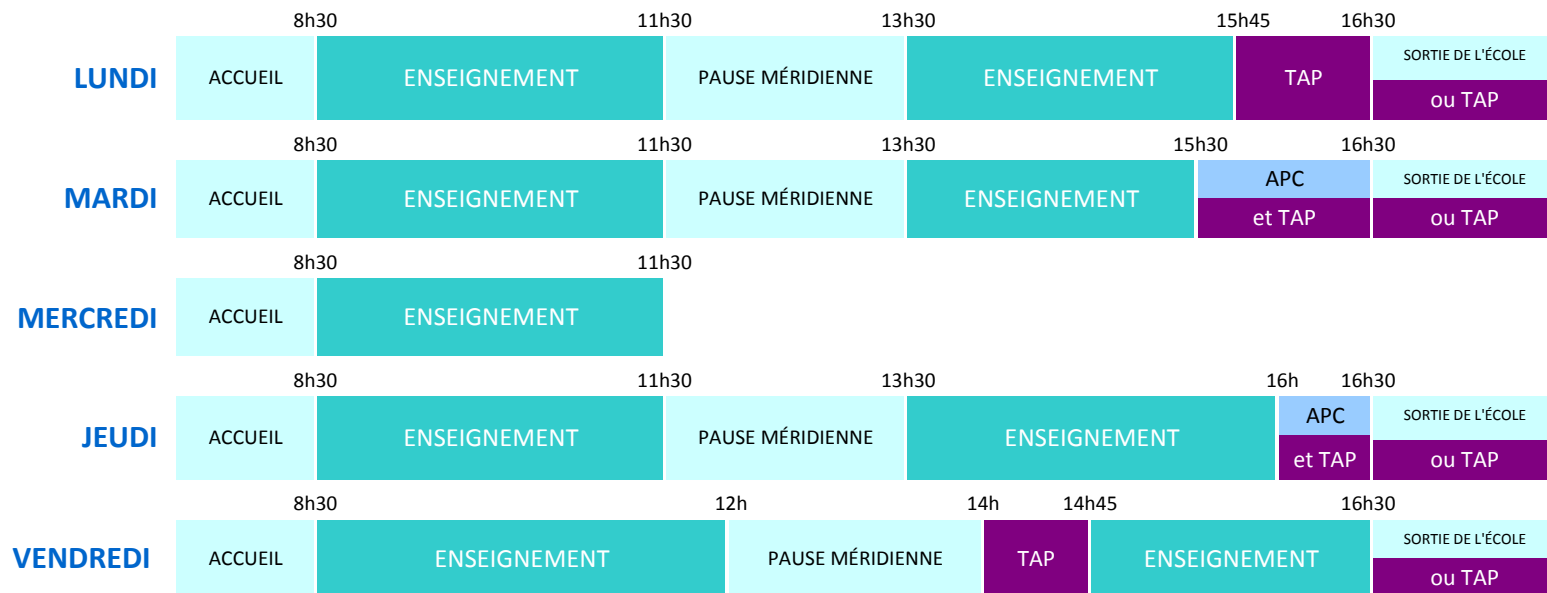 8h30 11h30 13h30 15h45 16h30
LUNDI ACCUEIL ENSEIGNEMENT PAUSE MÉRIDIENNE ENSEIGNEMENT TAP SORTIE DE L'ÉCOLE
ou TAP
8h30 11h30 13h30 15h30 16h30
MARDI ACCUEIL ENSEIGNEMENT PAUSE MÉRIDIENNE ENSEIGNEMENT APC SORTIE DE L'ÉCOLE
et TAP ou TAP
8h30 11h30
MERCREDI ACCUEIL ENSEIGNEMENT
8h30 11h30 13h30 16h 16h30
JEUDI ACCUEIL ENSEIGNEMENT PAUSE MÉRIDIENNE ENSEIGNEMENT APC SORTIE DE L'ÉCOLE
et TAP ou TAP
8h30 12h 14h 14h45 16h30
VENDREDI ACCUEIL ENSEIGNEMENT PAUSE MÉRIDIENNE TAP ENSEIGNEMENT SORTIE DE L'ÉCOLE
ou TAP